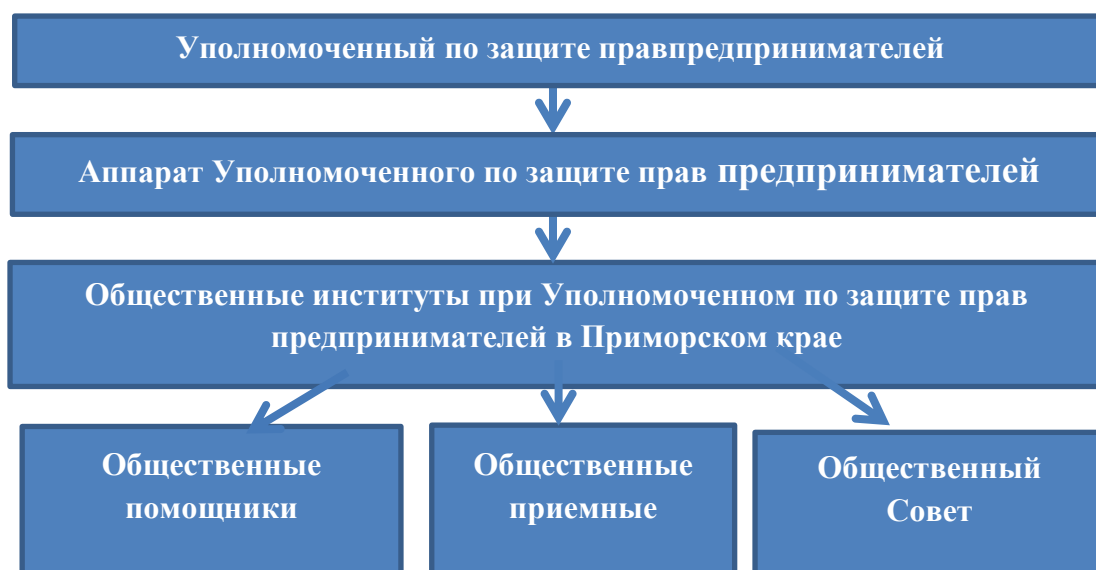 Уполномоченный по защите правпредпринимателей
Аппарат Уполномоченного по защите прав предпринимателей
Общественные институты при Уполномоченном по защите прав
предпринимателей в Приморском крае
Общественные
помощники
Общественные
приемные
Общественный
Совет